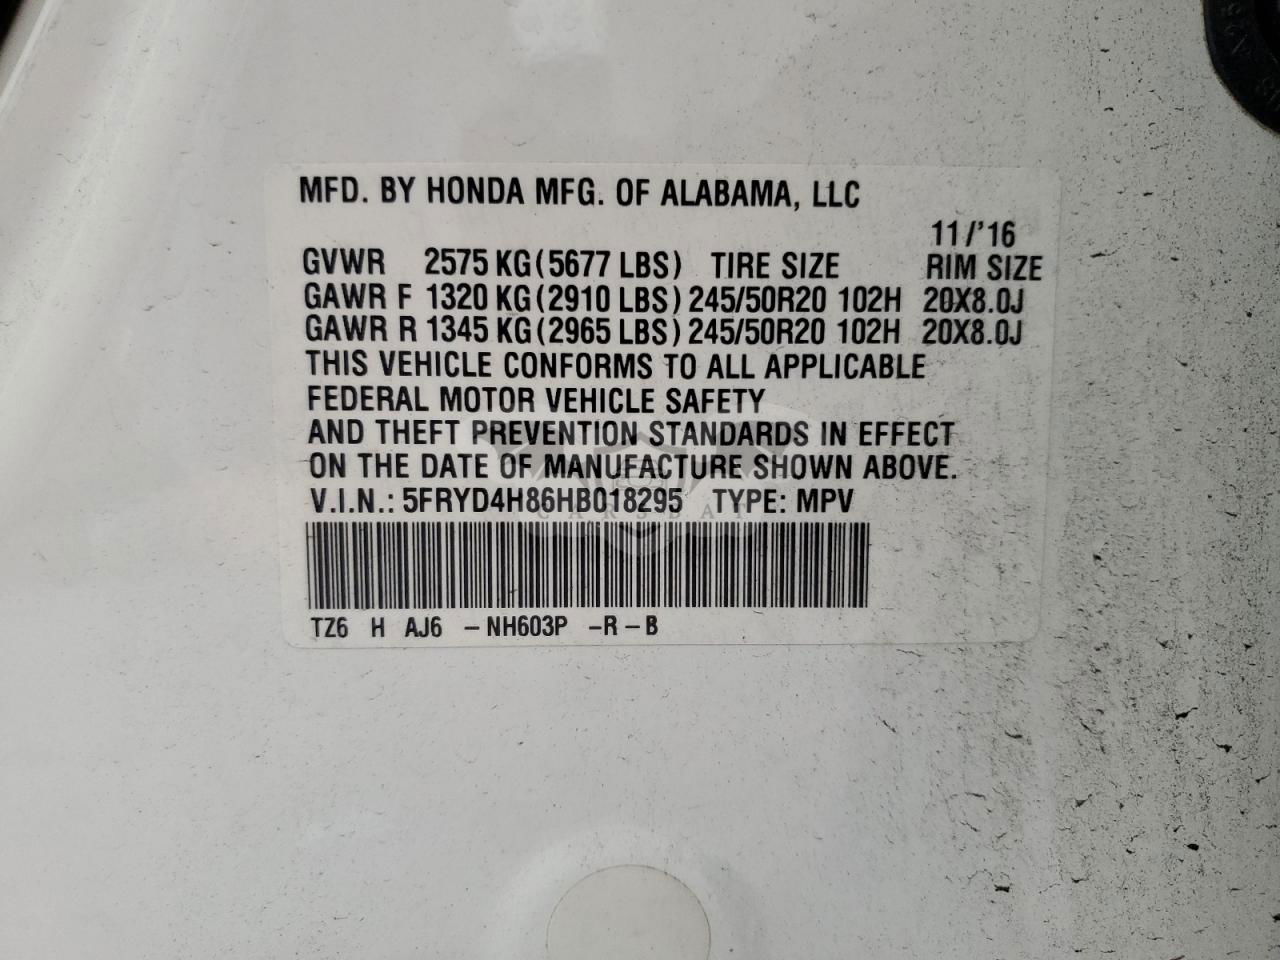 MFD. BY HONDA MFG. OF ALABAMA, LLC
11/'16
GVWR 2575 KG(5677 LBS) TIRE SIZE RIM SIZE
GAWR F 1320 KG(2910 LBS) 245/50R20 102H 20X8.0J
GAWR R 1345 KG(2965 LBS) 245/50R20 102H 20X8.0J
THIS VEHICLE CONFORMS TO ALL APPLICABLE
FEDERAL MOTOR VEHICLE SAFETY
AND THEFT PREVENTION STANDARDS IN EFFECT
ON THE DATE OF MANUFACTURE SHOWN ABOVE.
V.I.N.: 5FRYD4H86HB018295 TYPE: MPV
CARSBAT
TZ6 H AJ6 -NH603P -R-B